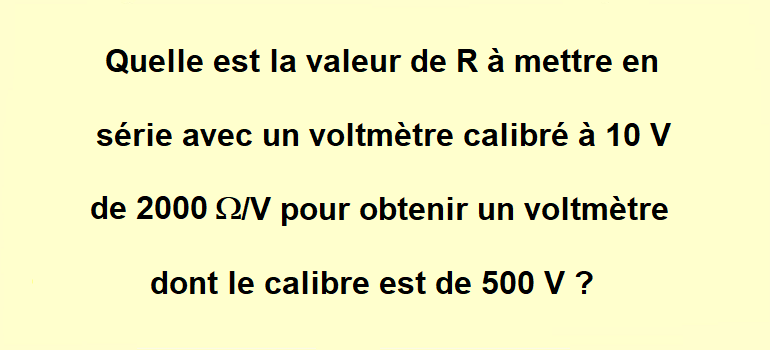 Quelle est la valeur de R à mettre en
série avec un voltmètre calibré à 10 V
de 2000 Ω/V pour obtenir un voltmètre
dont le calibre est de 500 V ?